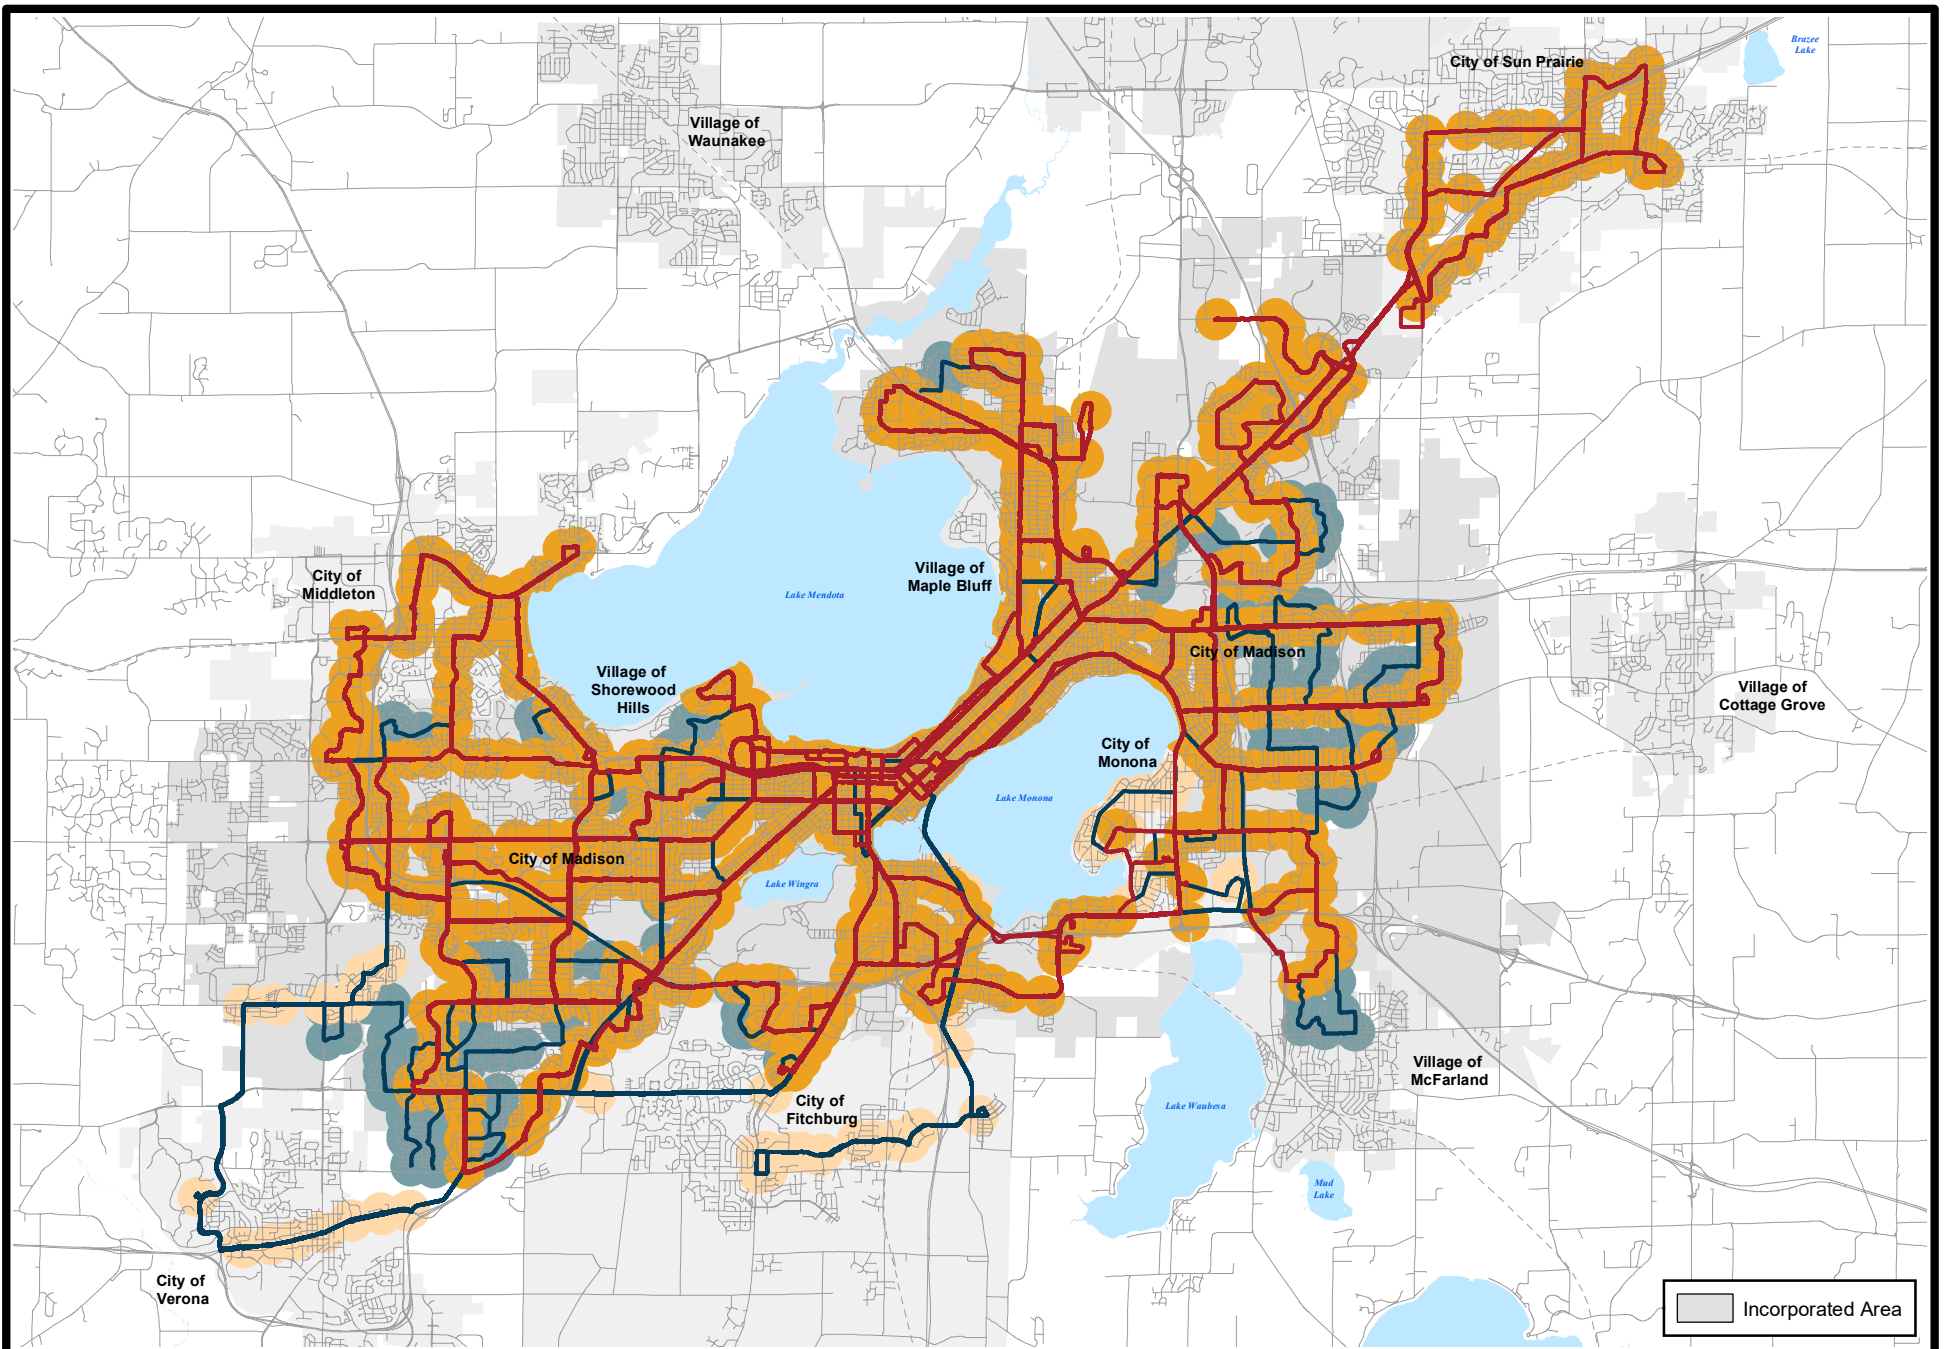 Brazee
Lake
City of Sun Prairie
Village of
Waunakee
City of
Middleton
Village of
Maple Bluff
Lake Mendota
City of Madison
Village of
Shorewood
Hills
Village of
Cottage Grove
City of
Monona
Lake Monona
City of Madison
Lake Wingra
Village of
McFarland
City of
Fitchburg
Lake Waubesa
Mud
Lake
City of
Verona
Incorporated Area